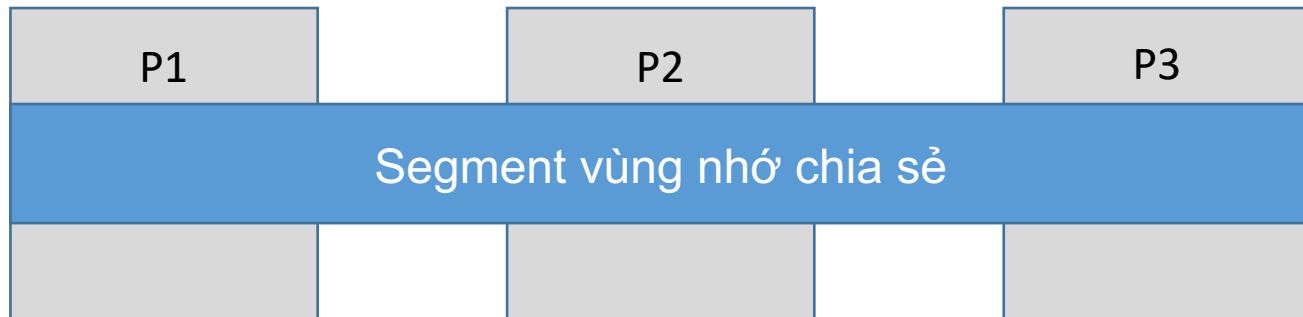 P1
P2
P3
Segment vùng nhớ chia sẻ